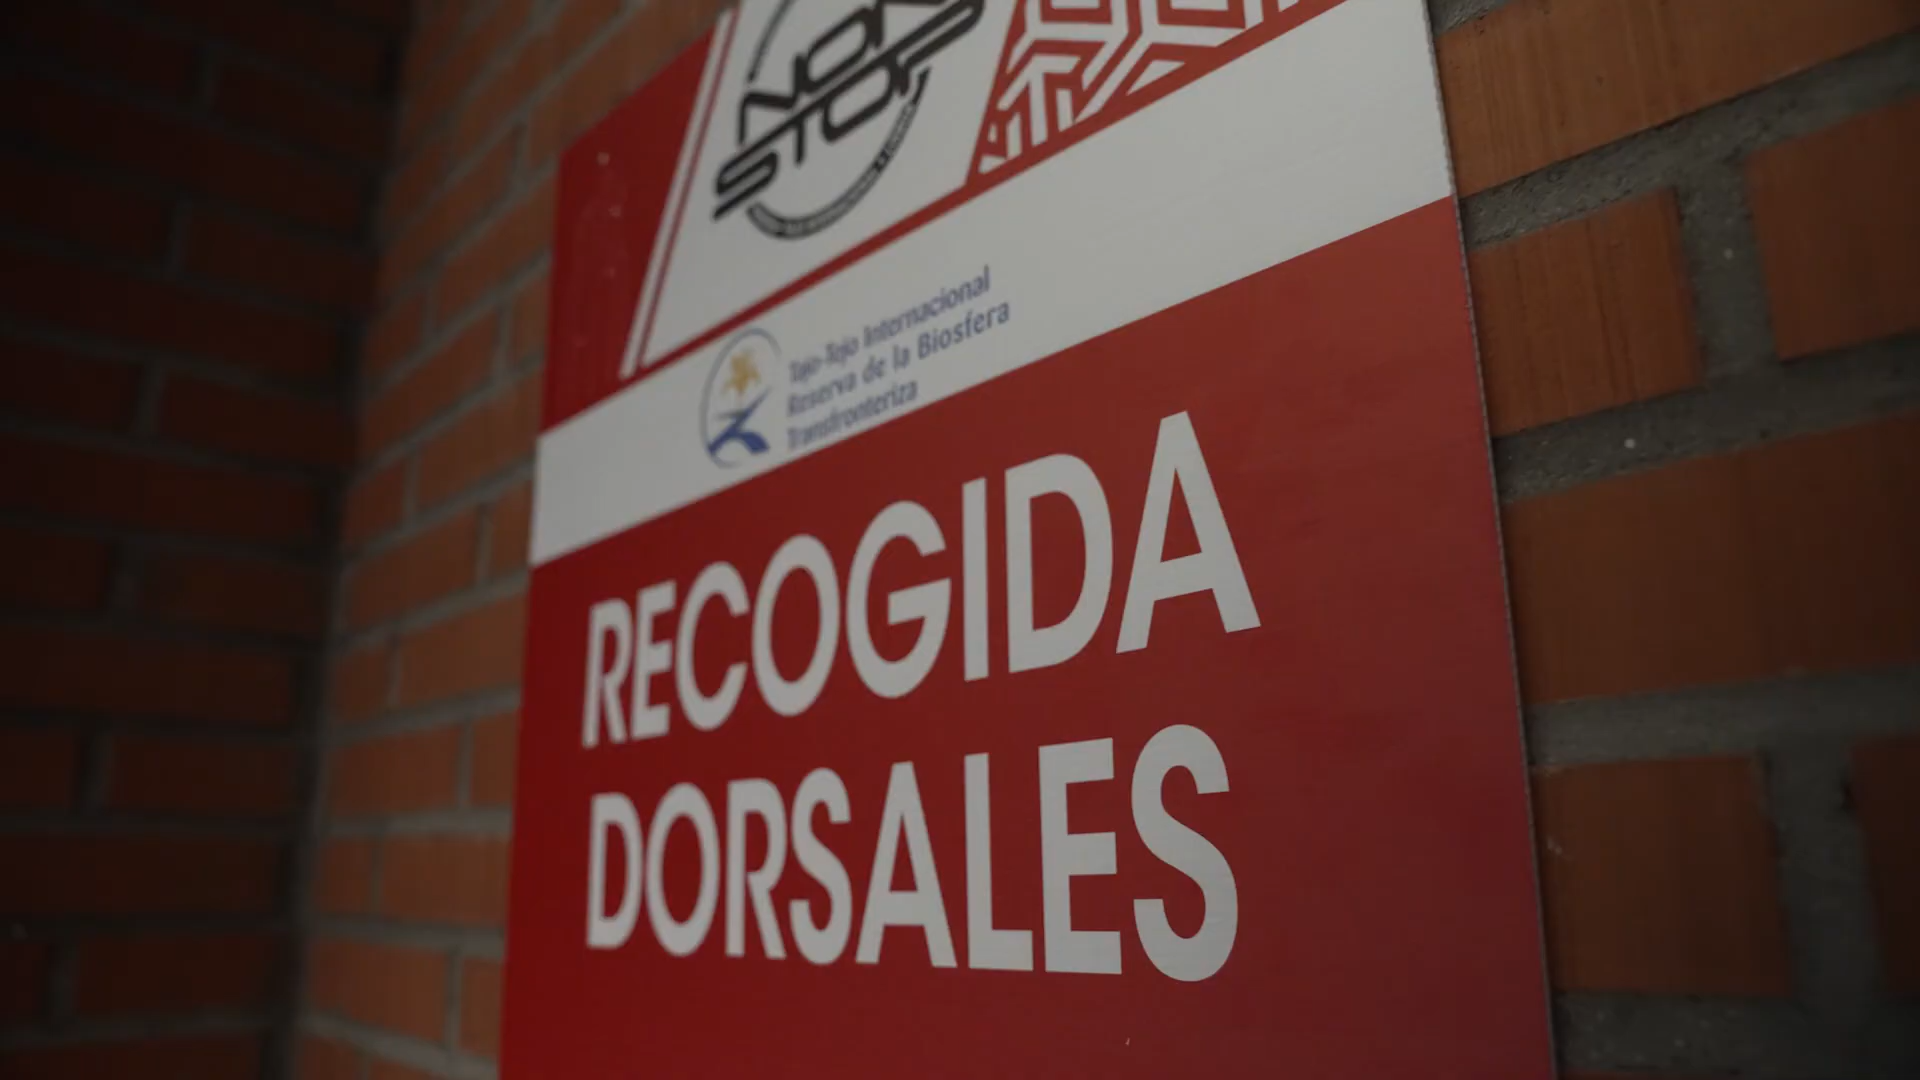 NON
STOP
Tajo-Tejo Internacional
Reserva de la Biosfera
Transfronteriza
RECOGIDA
DORSALES